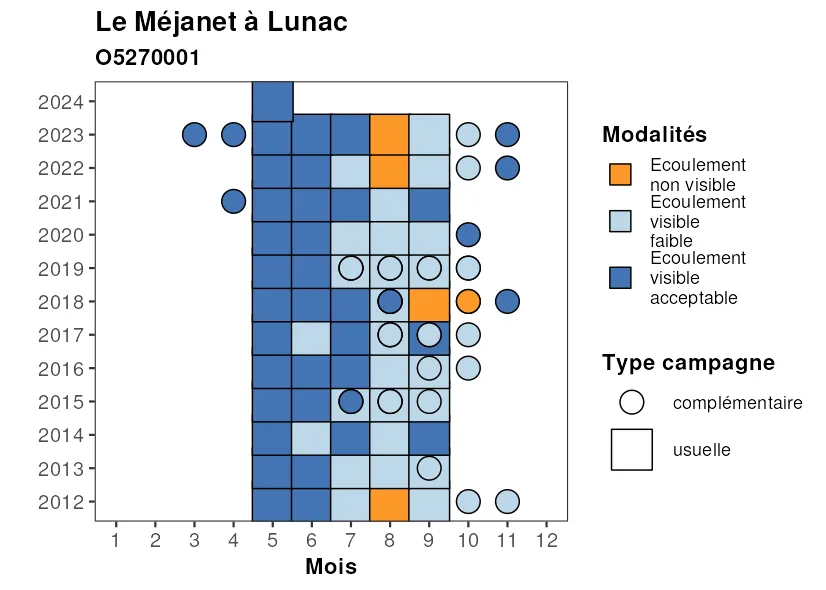 Le Méjanet à Lunac
O5270001
2024
2023
2022
2021
2020
2019
2018
2017
2016
2015
2014
2013
2012
1 2 3 4 5 6 7 8 9 10 11 12
Mois
Modalités
Ecoulement
non visible
Ecoulement
visible
faible
Ecoulement
visible
acceptable
Type campagne
complémentaire
usuelle